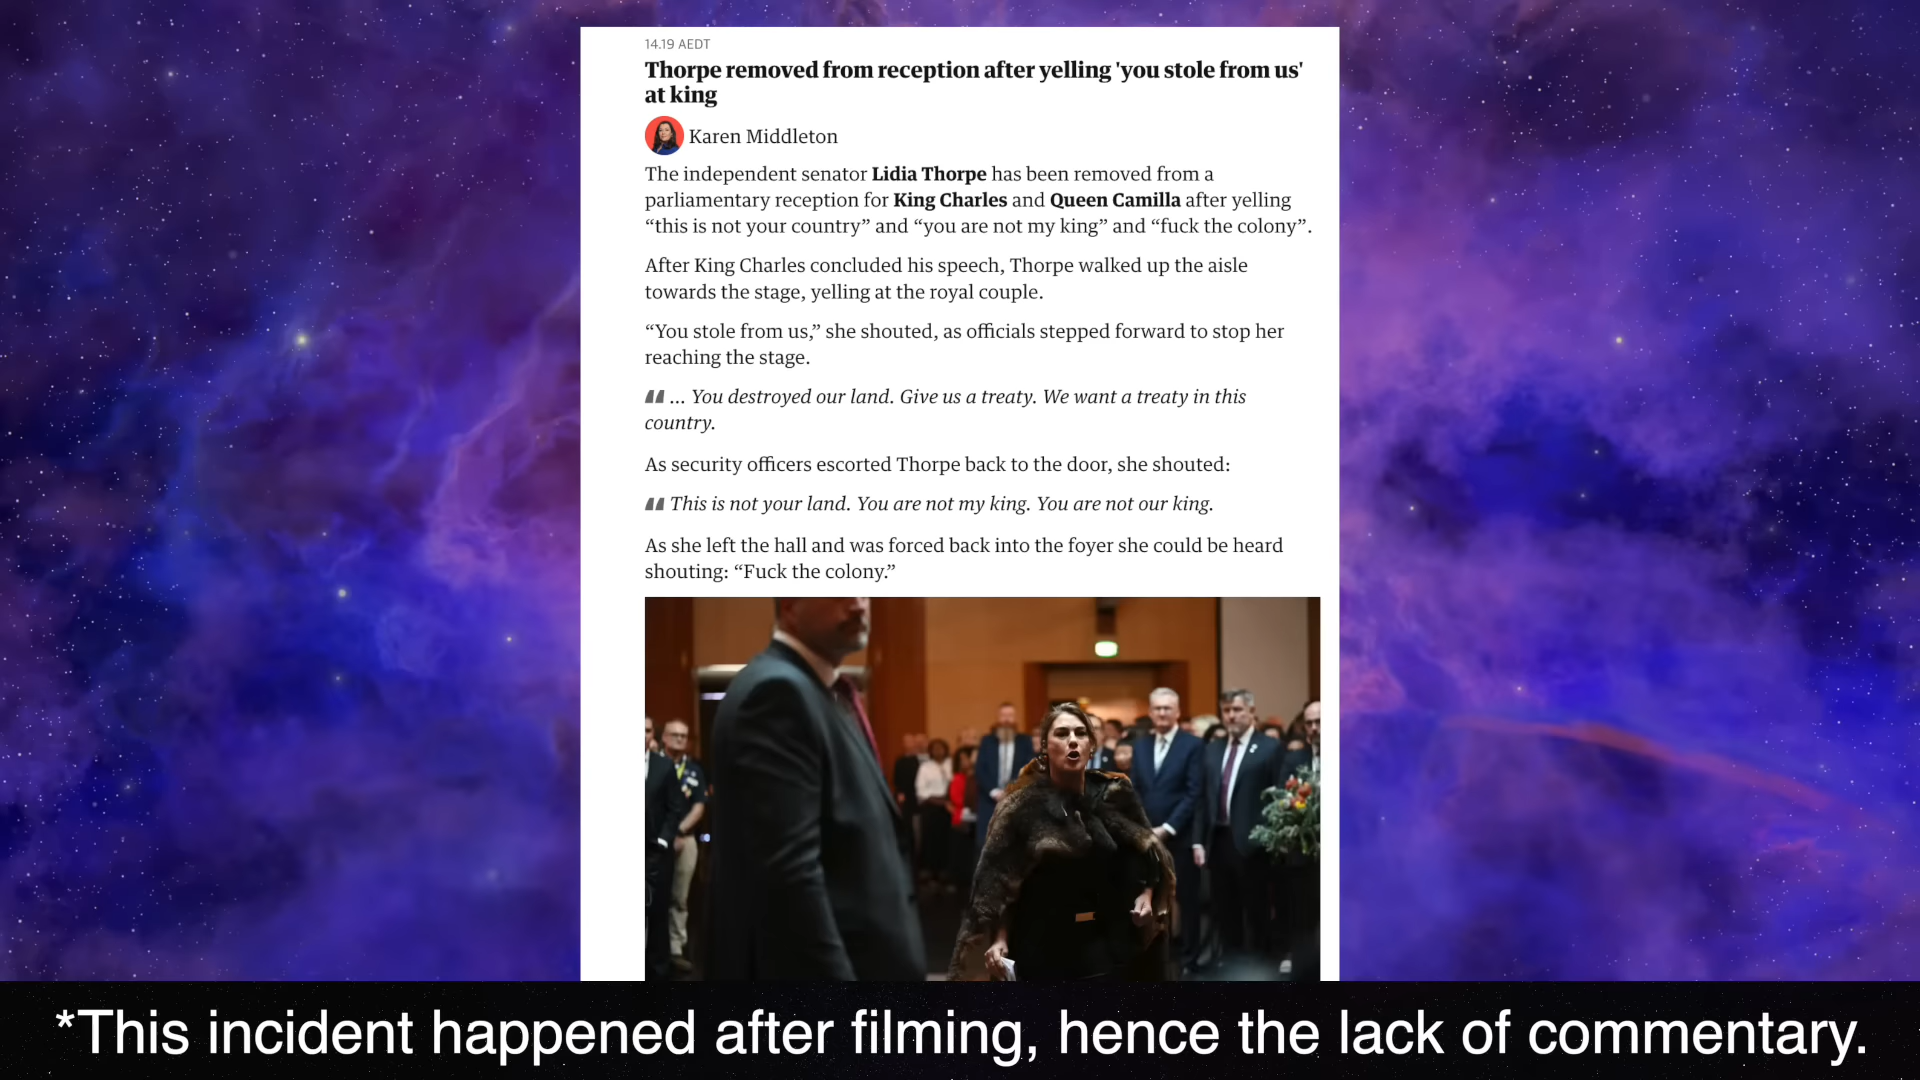 14.19 AEDT
Thorpe removed from reception after yelling 'you stole from us'
at king
Karen Middleton
The independent senator Lidia Thorpe has been removed from a
parliamentary reception for King Charles and Queen Camilla after yelling
“this is not your country” and “you are not my king” and “fuck the colony”.
After King Charles concluded his speech, Thorpe walked up the aisle
towards the stage, yelling at the royal couple.
“You stole from us,” she shouted, as officials stepped forward to stop her
reaching the stage.
“ ... You destroyed our land. Give us a treaty. We want a treaty in this
country.
As security officers escorted Thorpe back to the door, she shouted:
“ This is not your land. You are not my king. You are not our king.
As she left the hall and was forced back into the foyer she could be heard
shouting: “Fuck the colony.”
*This incident happened after filming, hence the lack of commentary.